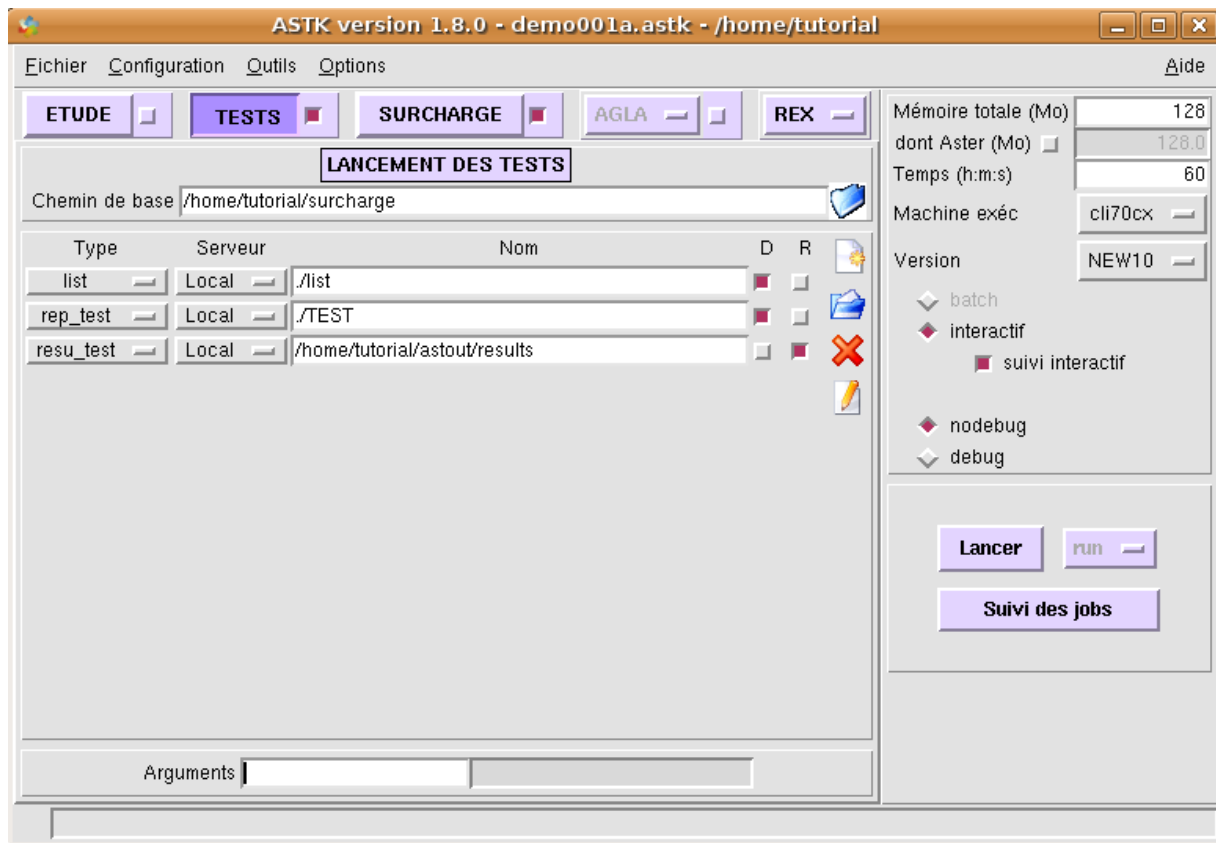 ASTK version 1.8.0 - demo001a.astk - /home/tutorial
Fichier Configuration Outils Options Aide
ETUDE TESTS SURCHARGE AGLA REX
LANCEMENT DES TESTS
Chemin de base /home/tutorial/surcharge
Type Serveur Nom D R
list Local ./list
rep_test Local ./TEST
resu_test Local /home/tutorial/astout/results
Arguments
Mémoire totale (Mo) 128
dont Aster (Mo) 128.0
Temps (h:m:s) 60
Machine exéc cli70cx
Version NEW10
batch
interactif
suivi interactif
nodebug
debug
Lancer run
Suivi des jobs